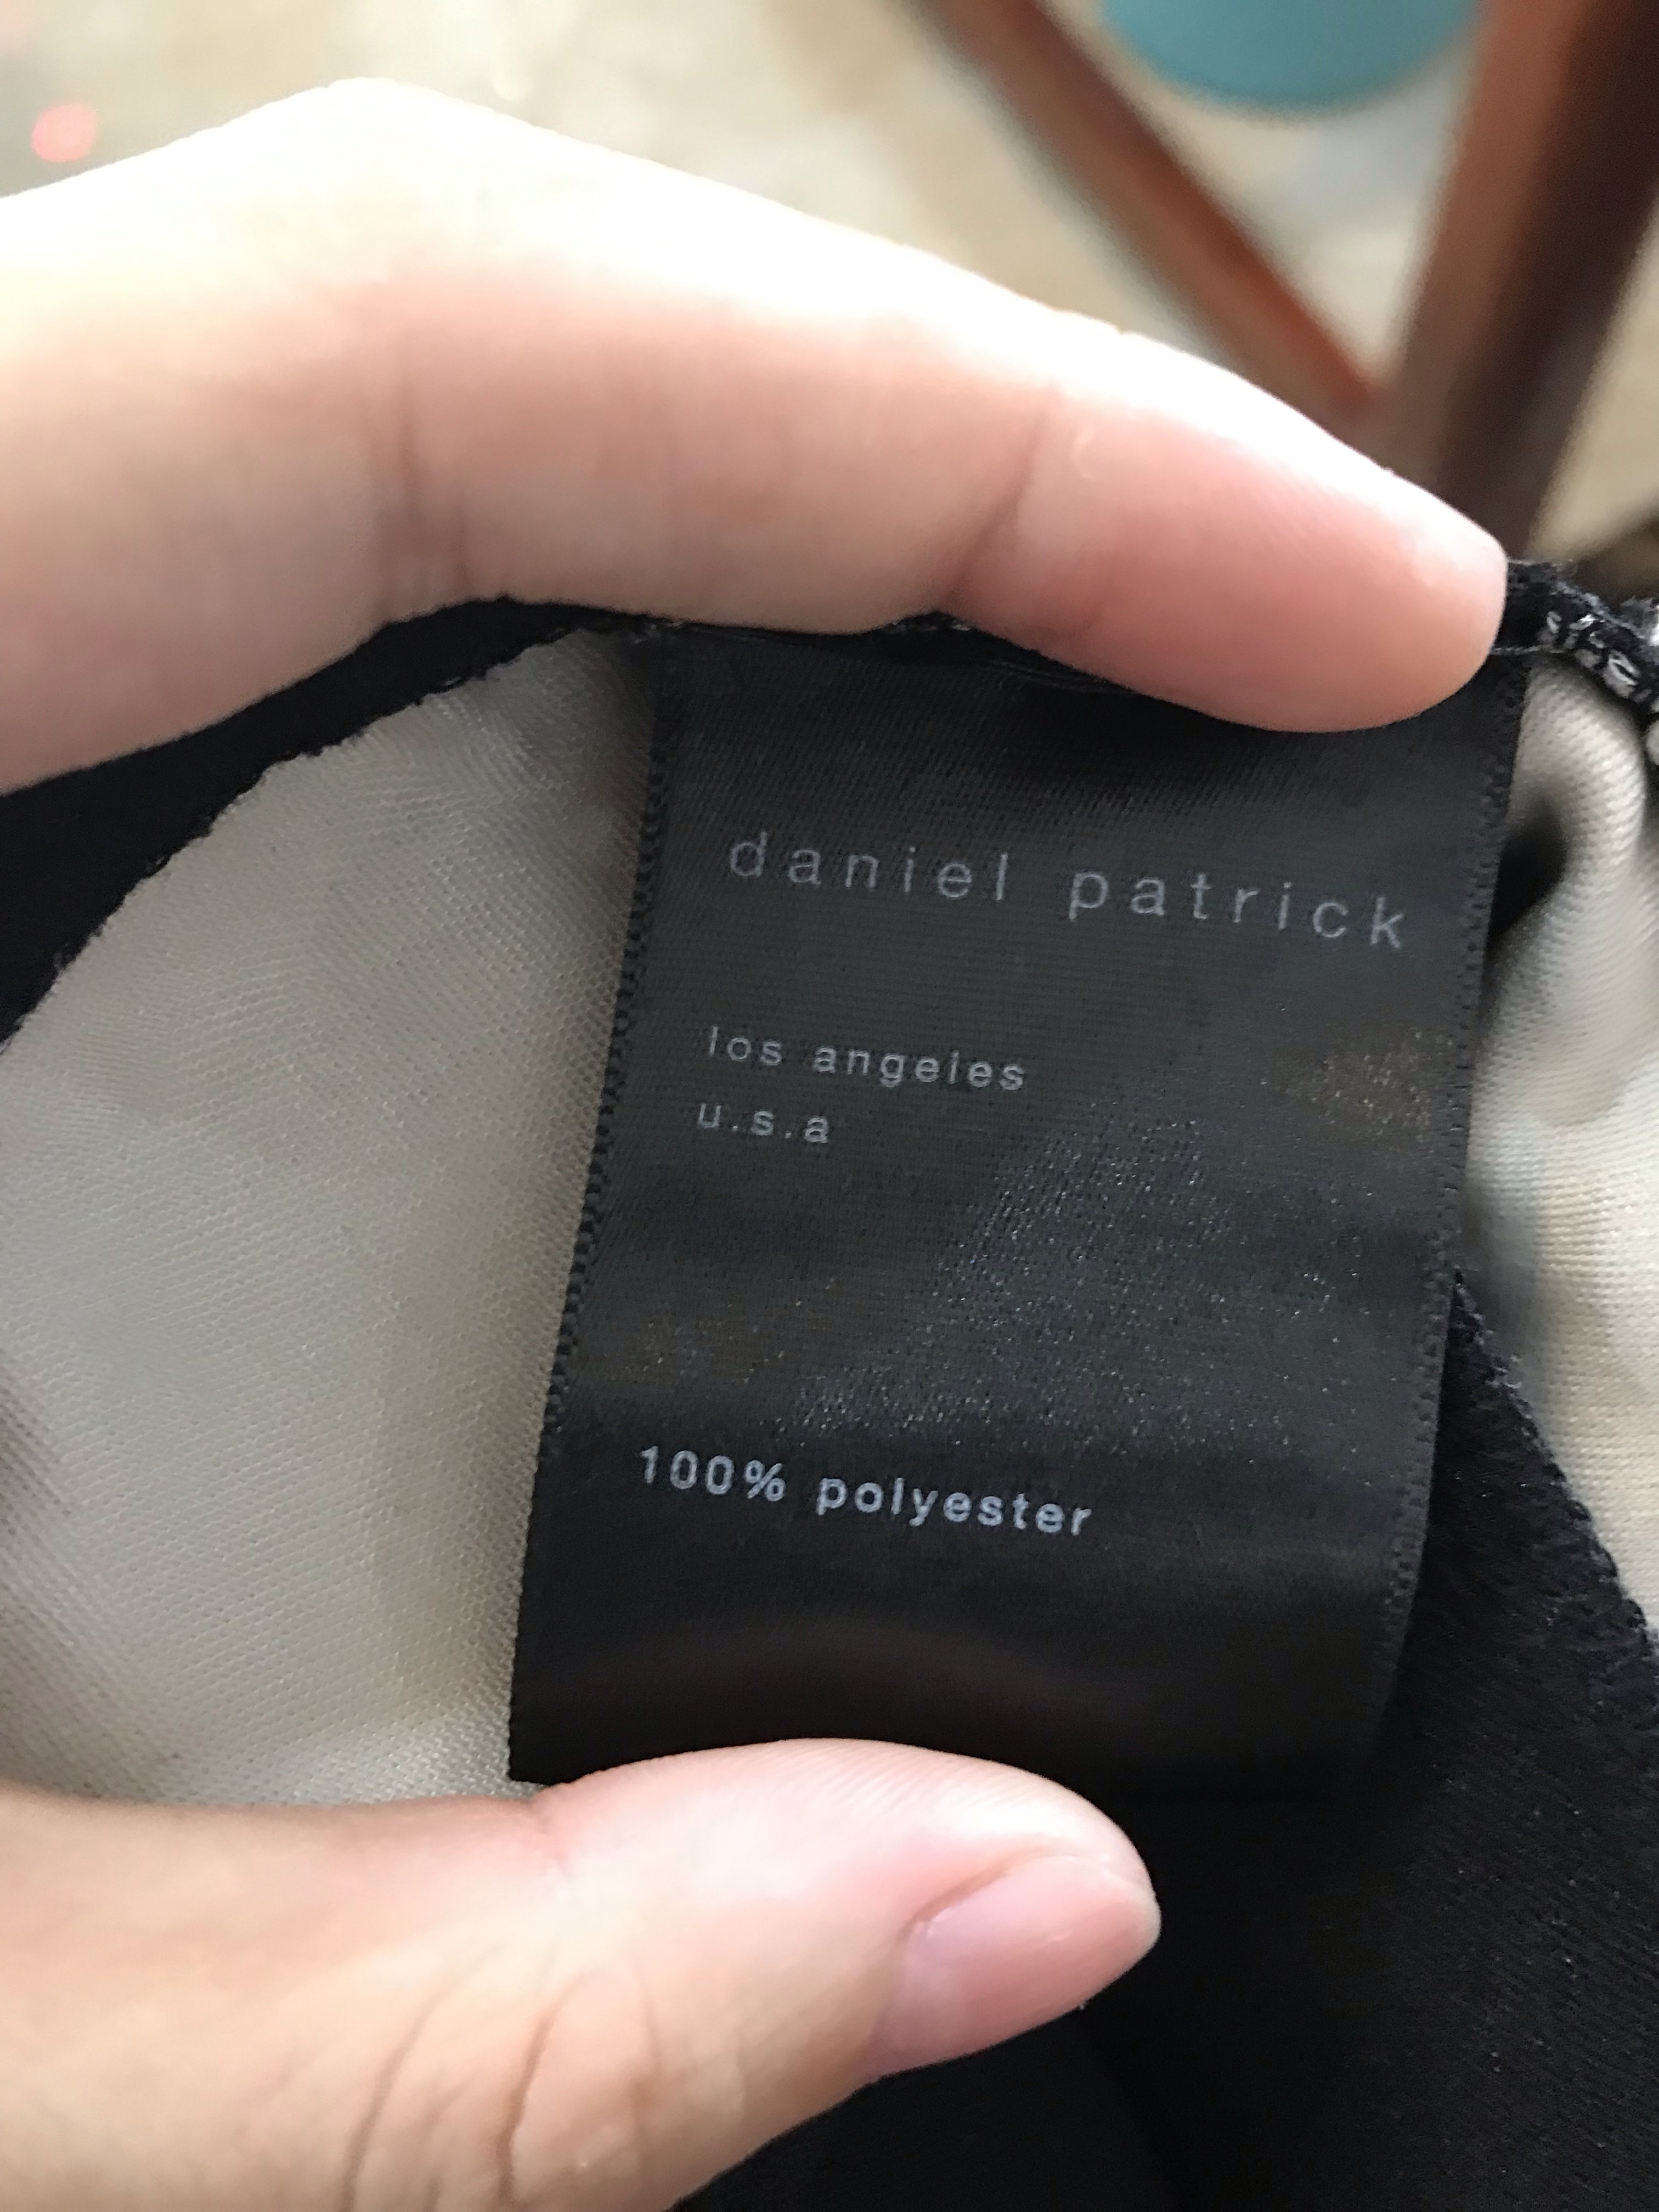 daniel patrick
los angeles
u.s.a
100% polyester